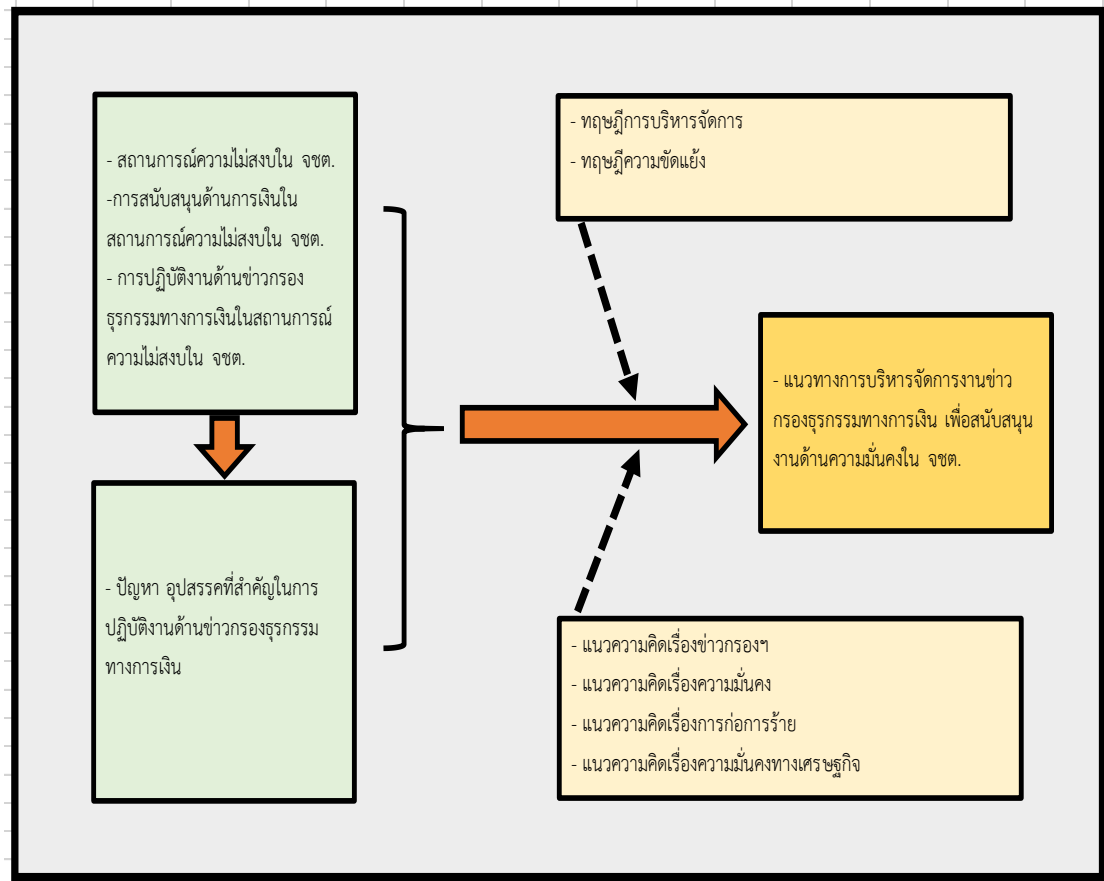 - สถานการณ์ความไม่สงบใน จชต.
-การสนับสนุนด้านการเงินใน
สถานการณ์ความไม่สงบใน จชต.
- การปฏิบัติงานด้านข่าวกรอง
ธุรกรรมทางการเงินในสถานการณ์
ความไม่สงบใน จชต.
- ปัญหา อุปสรรคที่สำคัญในการ
ปฏิบัติงานด้านข่าวกรองธุรกรรม
ทางการเงิน
- ทฤษฎีการบริหารจัดการ
- ทฤษฎีความขัดแย้ง
- แนวทางการบริหารจัดการงานข่าว
กรองธุรกรรมทางการเงิน เพื่อสนับสนุน
งานด้านความมั่นคงใน จชต.
- แนวความคิดเรื่องข่าวกรองฯ
- แนวความคิดเรื่องความมั่นคง
- แนวความคิดเรื่องการก่อการร้าย
- แนวความคิดเรื่องความมั่นคงทางเศรษฐกิจ